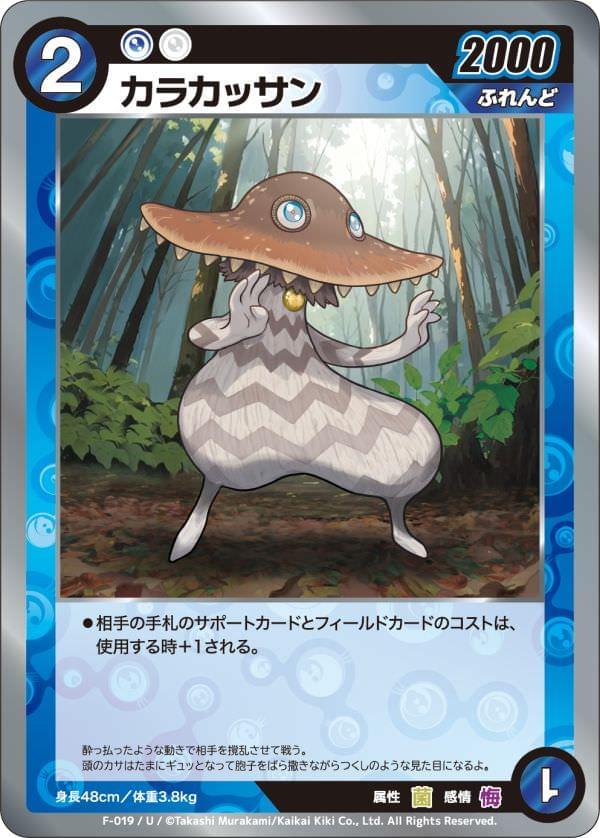 2
カラカッサン
2000
ふれんど
●相手の手札のサポートカードとフィールドカードのコストは、
使用する時+1される。
酔っ払ったような動きで相手を撹乱させて戦う。
頭のカサはたまにギュッとなって胞子をばら撒きながらつくしのような見た目になるよ。
身長48cm/体重3.8kg
属性 菌 感情 悔
1
F-019 / U / ©Takashi Murakami/Kaikai Kiki Co., Ltd. All Rights Reserved.